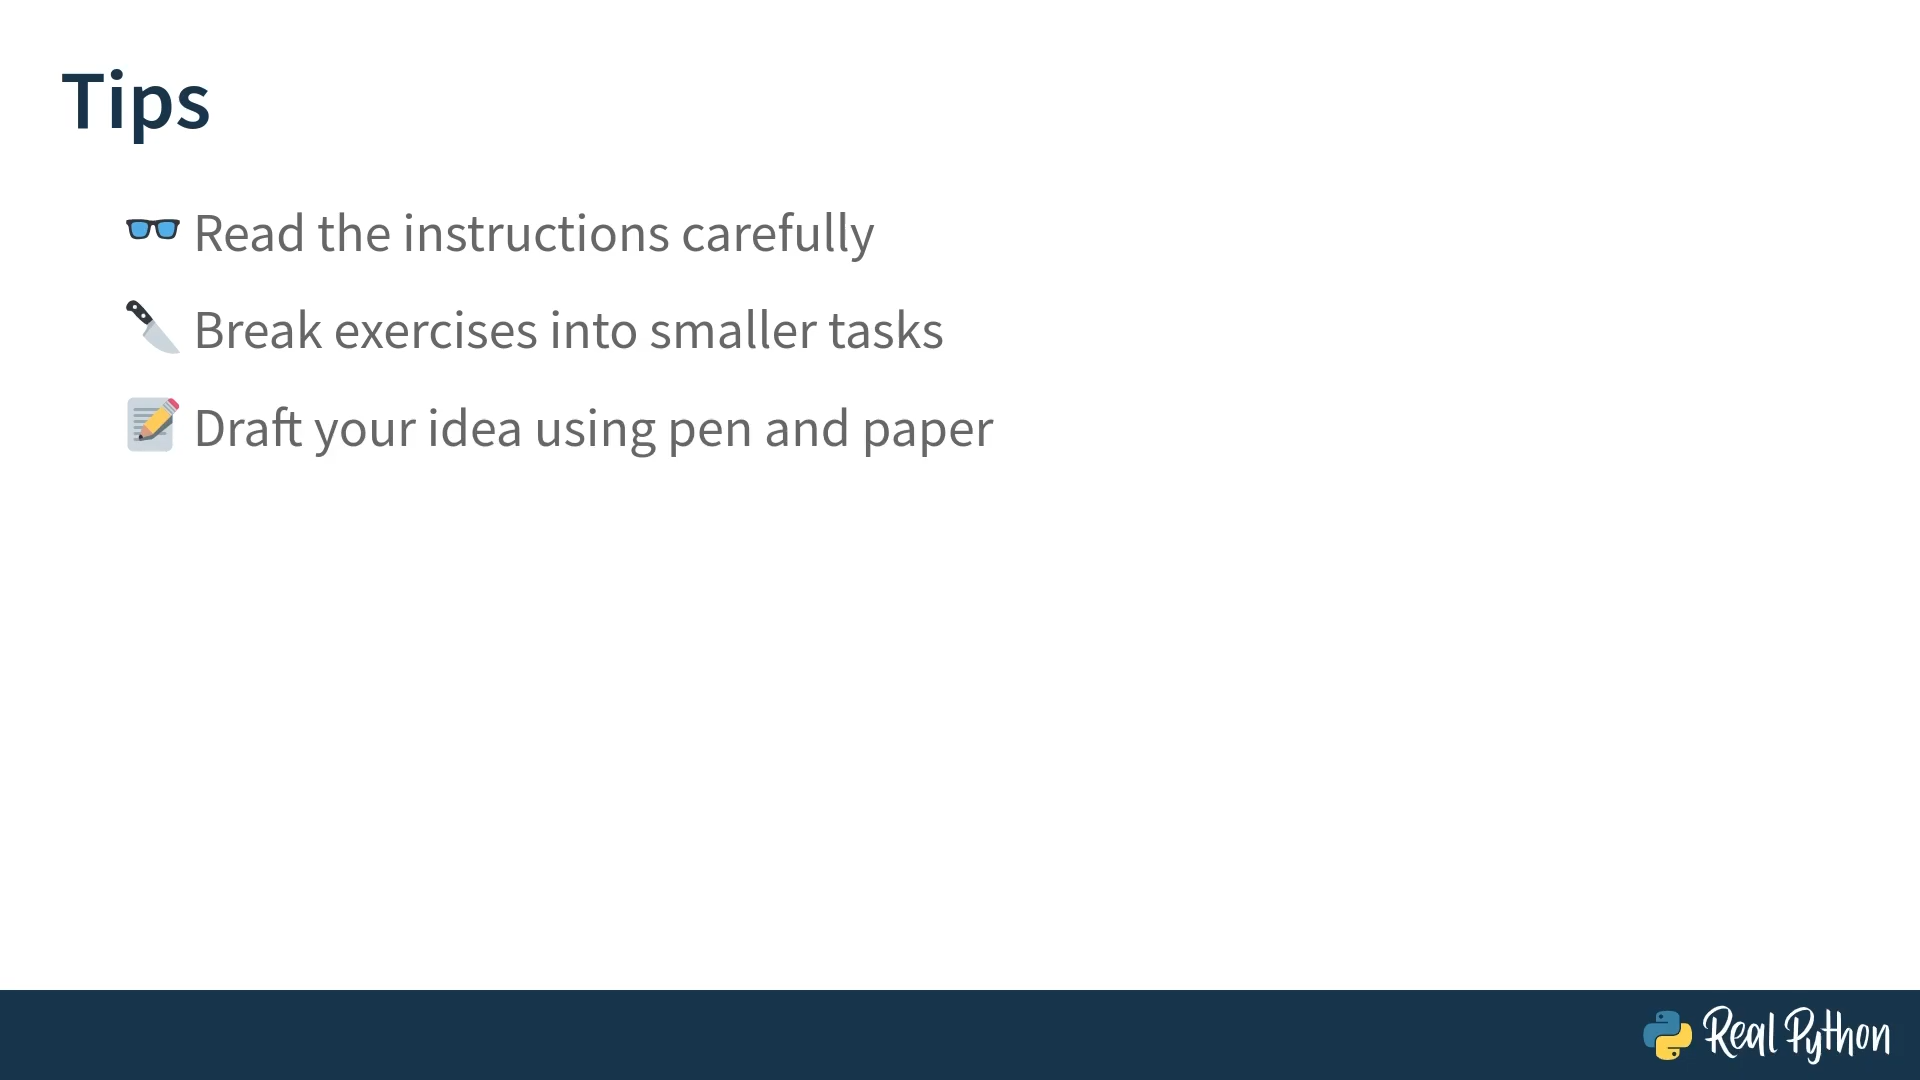 Tips
Read the instructions carefully
Break exercises into smaller tasks
Draft your idea using pen and paper
Real Python